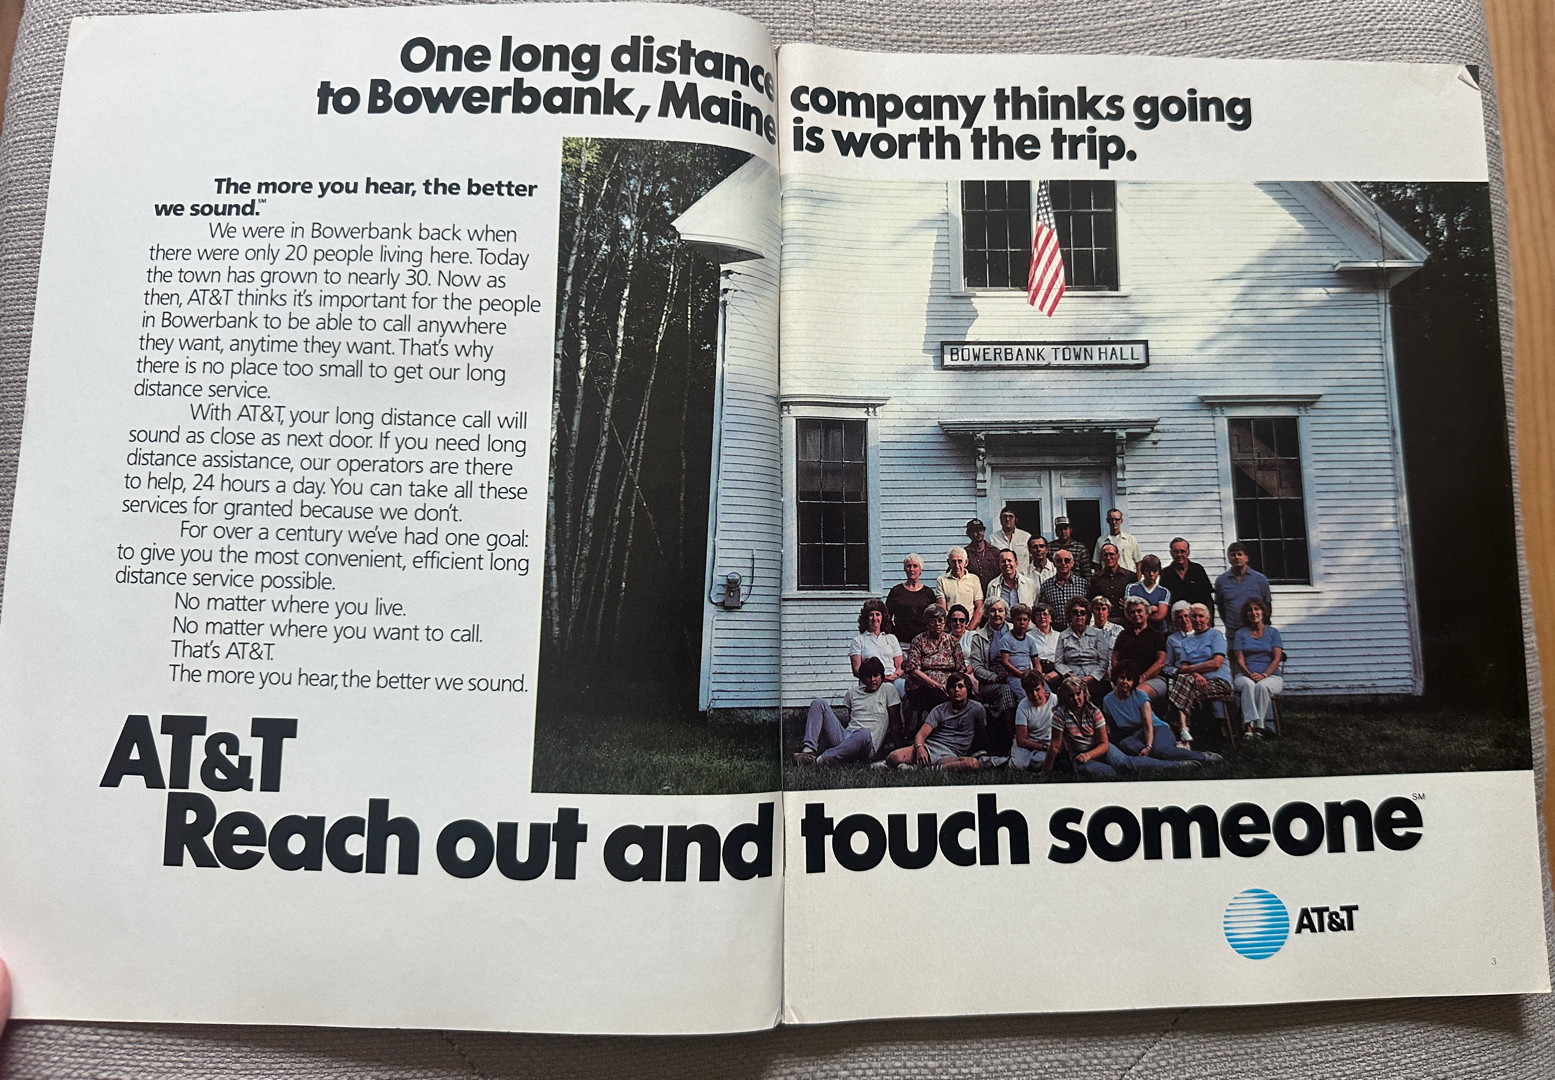 One long distance company thinks going
to Bowerbank, Maine is worth the trip.
The more you hear, the better
we sound.℠
We were in Bowerbank back when
there were only 20 people living here. Today
the town has grown to nearly 30. Now as
then, AT&T thinks it's important for the people
in Bowerbank to be able to call anywhere
they want, anytime they want. That's why
there is no place too small to get our long
distance service.
With AT&T, your long distance call will
sound as close as next door. If you need long
distance assistance, our operators are there
to help, 24 hours a day. You can take all these
services for granted because we don't.
For over a century we've had one goal:
to give you the most convenient, efficient long
distance service possible.
No matter where you live.
No matter where you want to call.
That's AT&T.
The more you hear, the better we sound.
BOWERBANK TOWN HALL
AT&T
Reach out and touch someone℠
AT&T
3